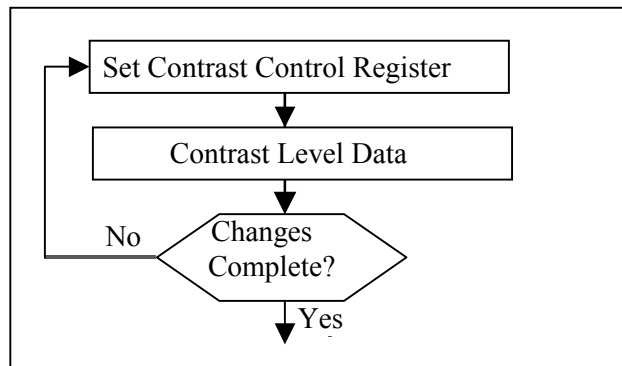 Set Contrast Control Register
Contrast Level Data
No
Changes
Complete?
Yes